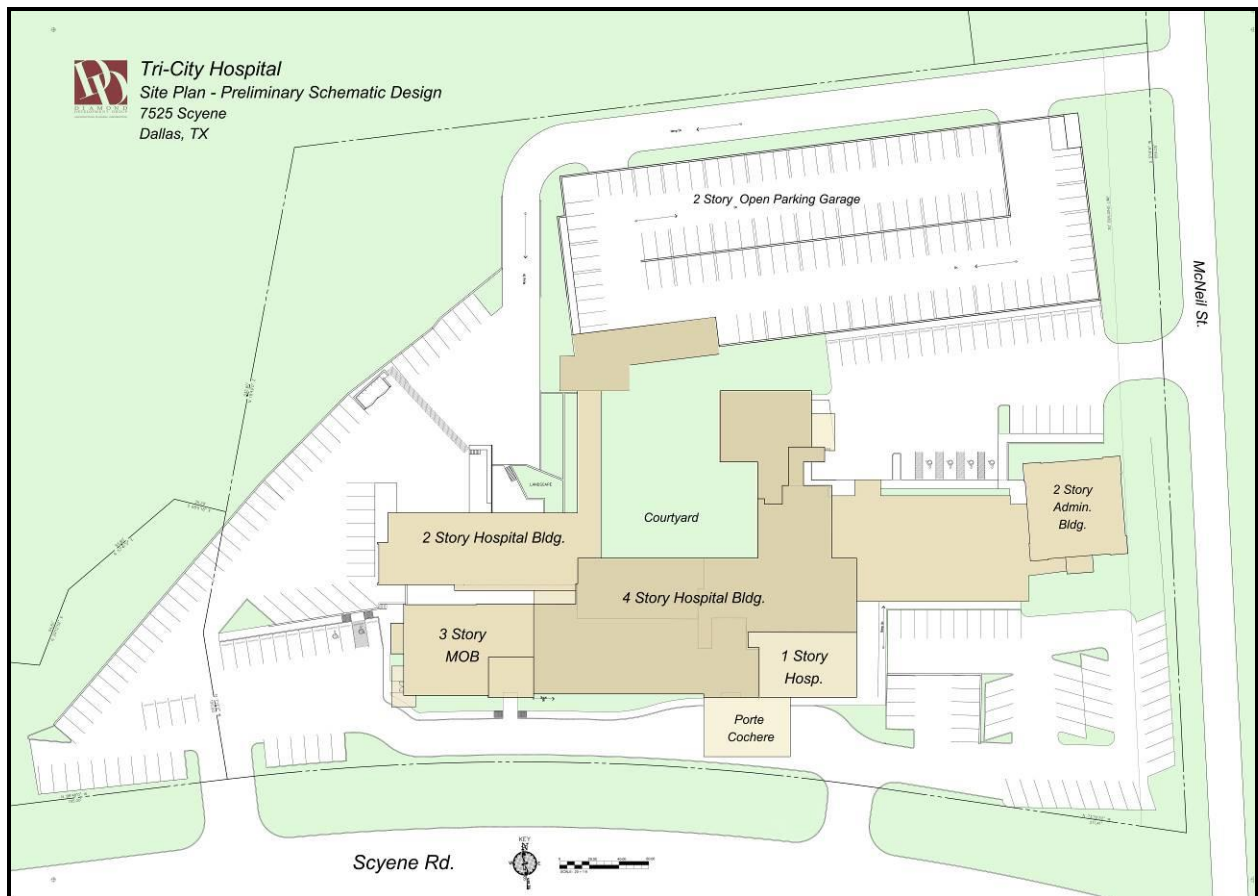 Tri-City Hospital
Site Plan - Preliminary Schematic Design
7525 Scyene
Dallas, TX
DIAMOND
2 Story Open Parking Garage
McNeil St.
2 Story
Admin.
Bldg.
LANDSCAPE
Courtyard
2 Story Hospital Bldg.
4 Story Hospital Bldg.
3 Story
MOB
1 Story
Hosp.
Porte
Cochere
Scyene Rd.
KEY
N